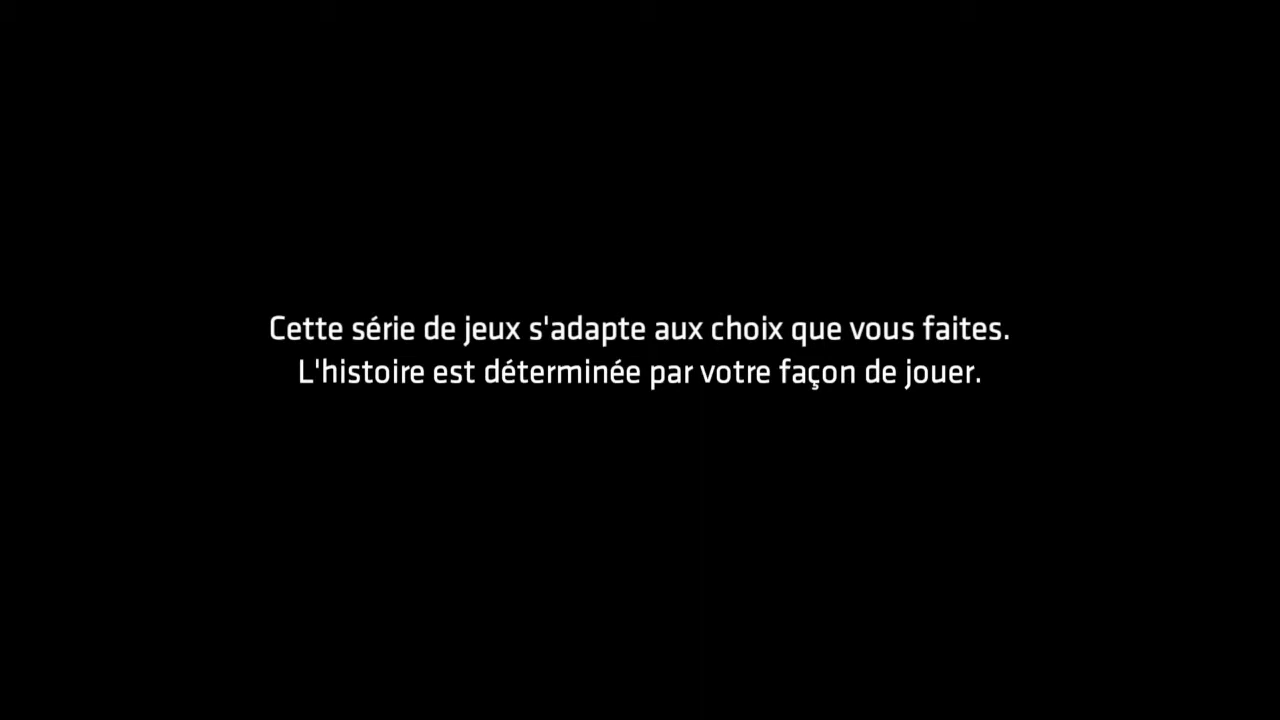 Cette série de jeux s'adapte aux choix que vous faites.
L'histoire est déterminée par votre façon de jouer.